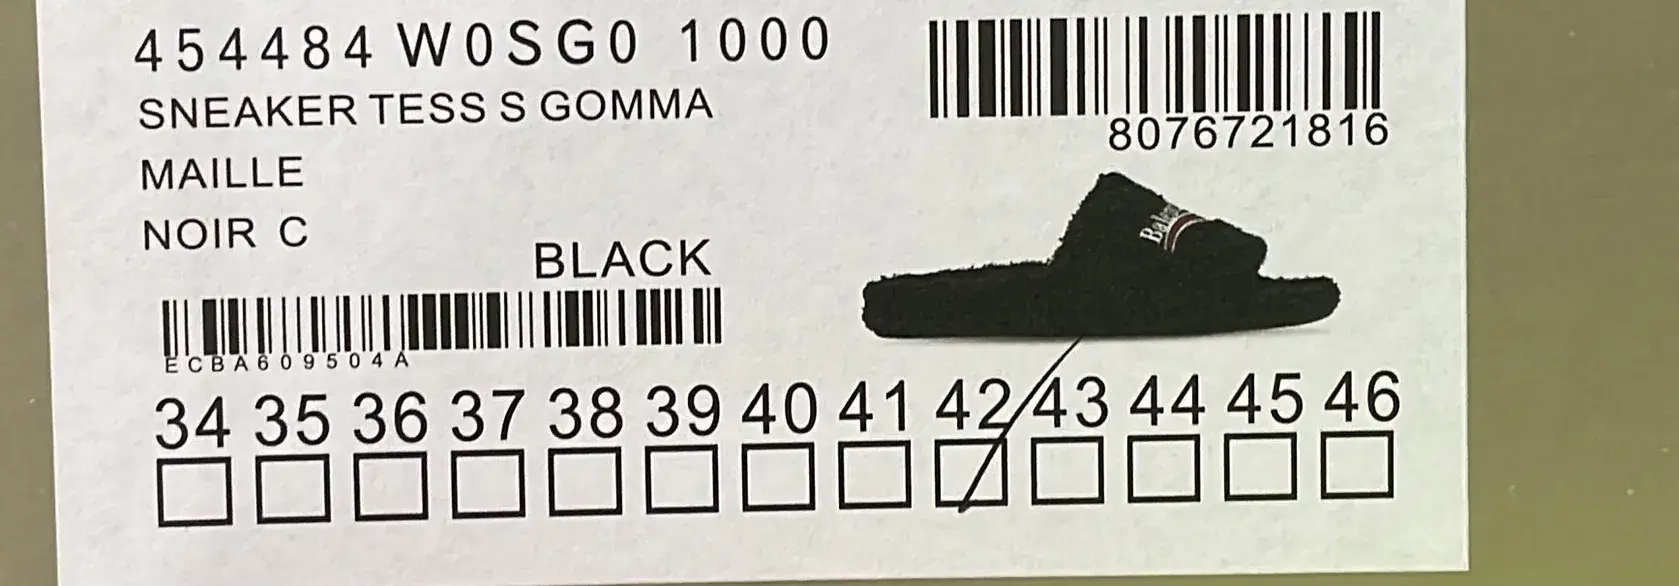 454484 W0SG0 1000
SNEAKER TESS S GOMMA
MAILLE
NOIR C
BLACK
8076721816
ECBA609504A
34 35 36 37 38 39 40 41 42 43 44 45 46